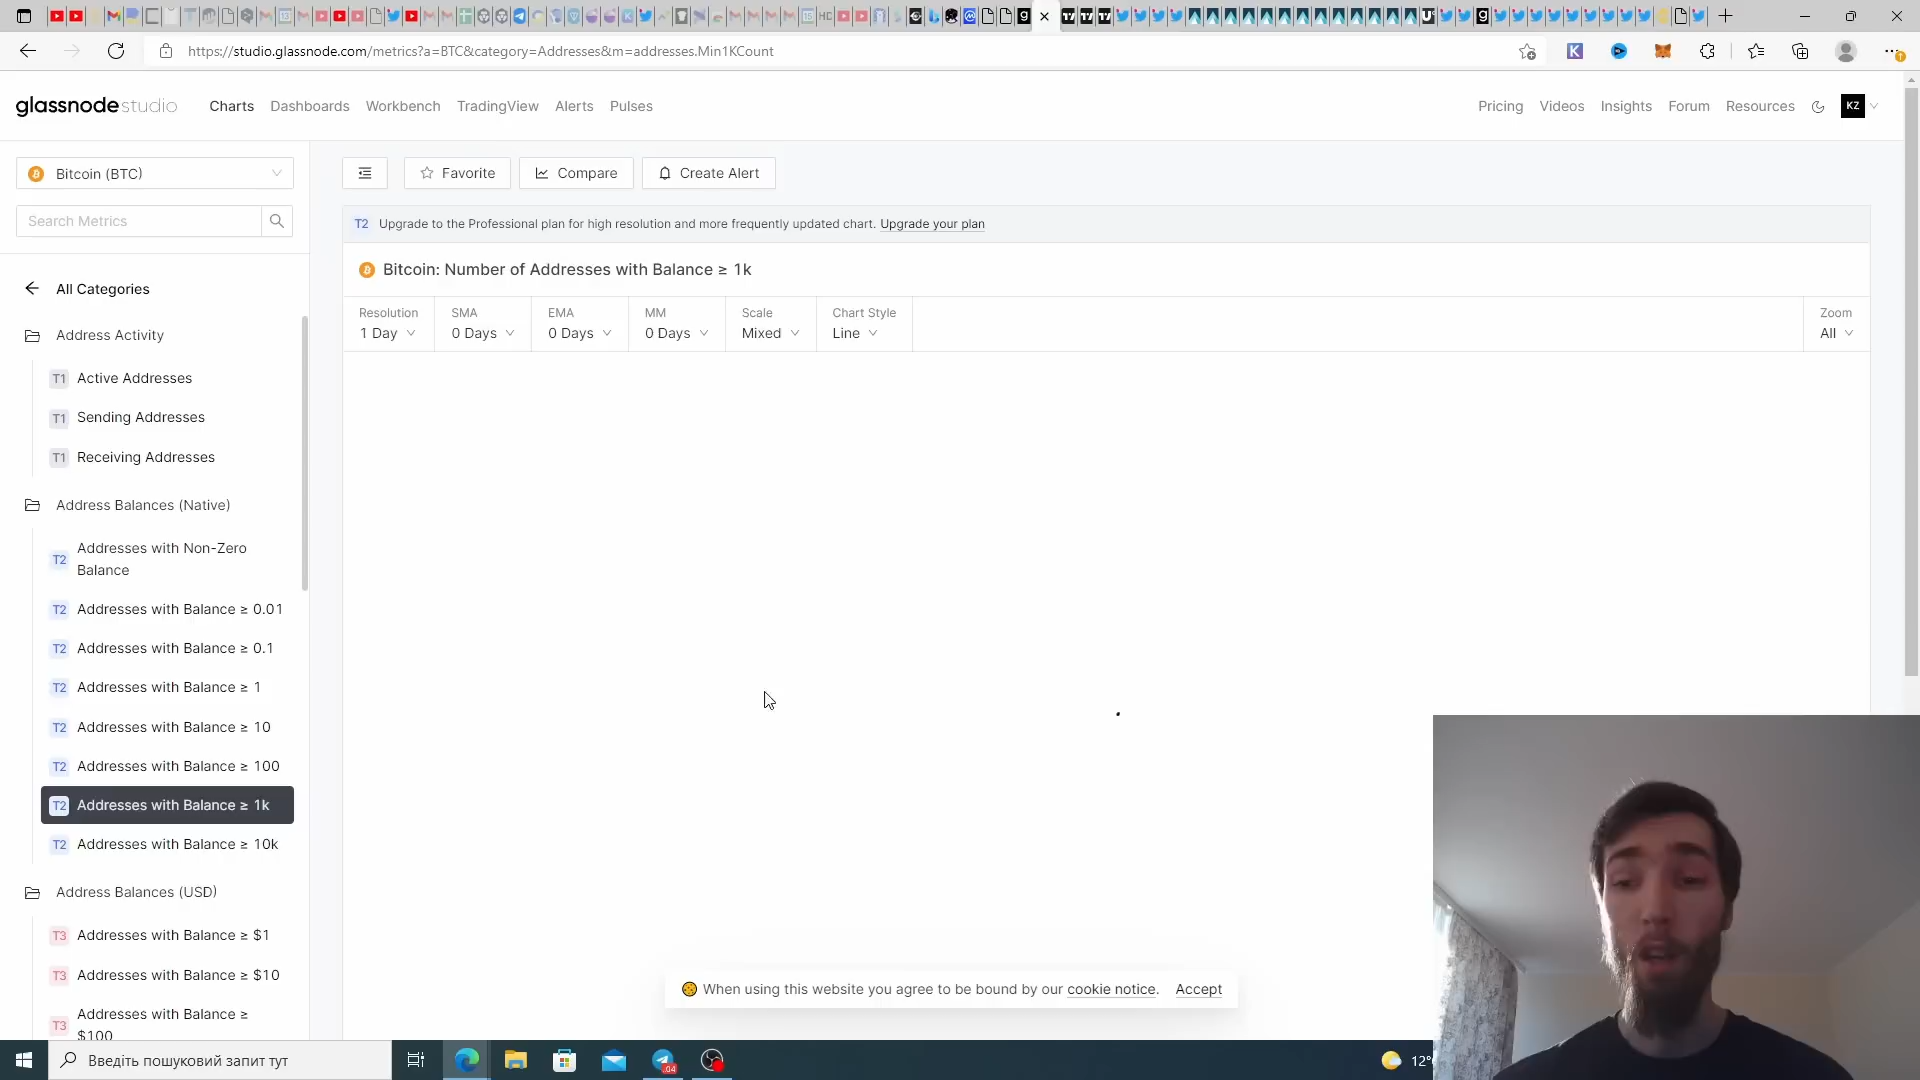 https://studio.glassnode.com/metrics?a=BTC&category=Addresses&m=addresses.Min1KCount
glassnodestudio
Charts
Dashboards
Workbench
TradingView
Alerts
Pulses
Pricing
Videos
Insights
Forum
Resources
KZ
Bitcoin (BTC)
Search Metrics
All Categories
Address Activity
T1 Active Addresses
T1 Sending Addresses
T1 Receiving Addresses
Address Balances (Native)
T2 Addresses with Non-Zero
Balance
T2 Addresses with Balance ≥ 0.01
T2 Addresses with Balance ≥ 0.1
T2 Addresses with Balance ≥ 1
T2 Addresses with Balance ≥ 10
T2 Addresses with Balance ≥ 100
T2 Addresses with Balance ≥ 1k
T2 Addresses with Balance ≥ 10k
Address Balances (USD)
T3 Addresses with Balance ≥ $1
T3 Addresses with Balance ≥ $10
T3 Addresses with Balance ≥
$100
Favorite
Compare
Create Alert
T2 Upgrade to the Professional plan for high resolution and more frequently updated chart. Upgrade your plan
Bitcoin: Number of Addresses with Balance ≥ 1k
Resolution
1 Day
SMA
0 Days
EMA
0 Days
MM
0 Days
Scale
Mixed
Chart Style
Line
Zoom
All
When using this website you agree to be bound by our cookie notice. Accept
Введіть пошуковий запит тут
12°